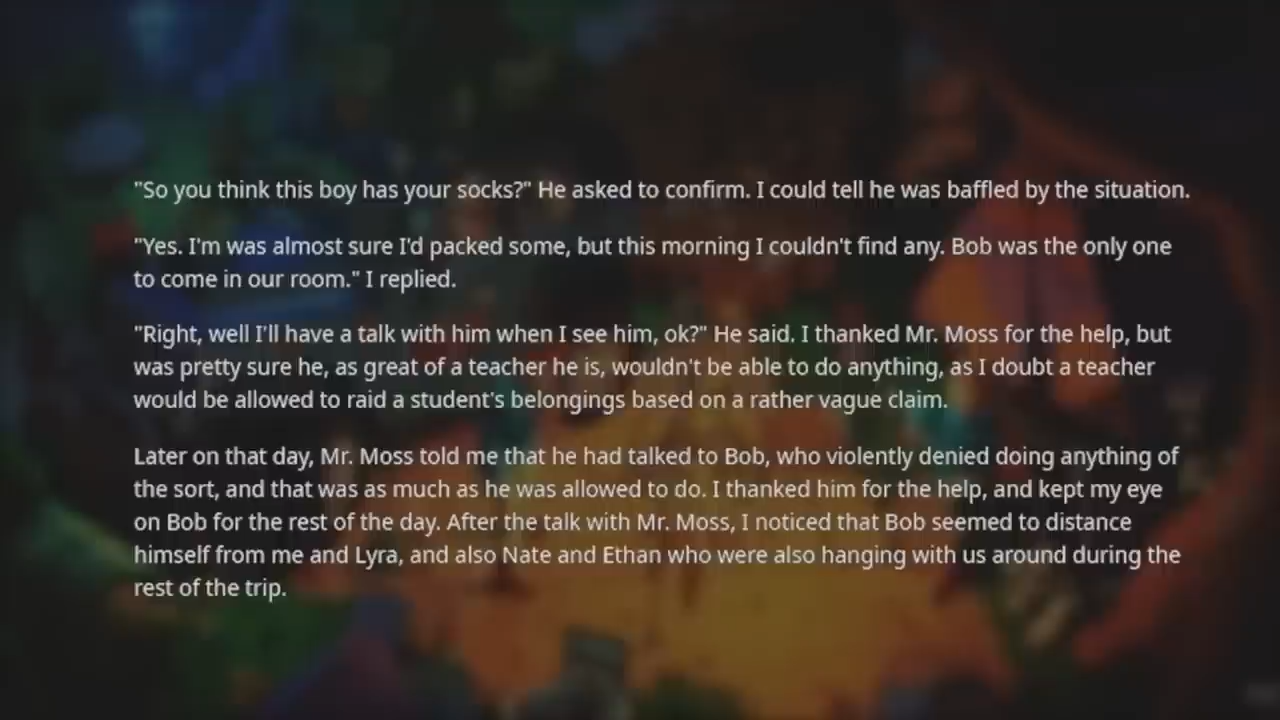 "So you think this boy has your socks?" He asked to confirm. I could tell he was baffled by the situation.
"Yes. I'm was almost sure I'd packed some, but this morning I couldn't find any. Bob was the only one
to come in our room." I replied.
"Right, well I'll have a talk with him when I see him, ok?" He said. I thanked Mr. Moss for the help, but
was pretty sure he, as great of a teacher he is, wouldn't be able to do anything, as I doubt a teacher
would be allowed to raid a student's belongings based on a rather vague claim.
Later on that day, Mr. Moss told me that he had talked to Bob, who violently denied doing anything of
the sort, and that was as much as he was allowed to do. I thanked him for the help, and kept my eye
on Bob for the rest of the day. After the talk with Mr. Moss, I noticed that Bob seemed to distance
himself from me and Lyra, and also Nate and Ethan who were also hanging with us around during the
rest of the trip.